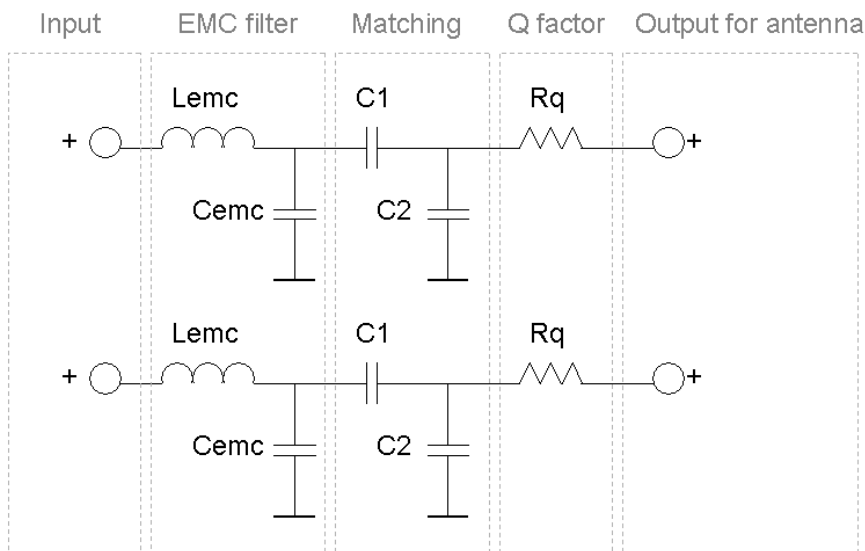 Input EMC filter Matching Q factor Output for antenna
Lemc C1 Rq
+ +
Cemc C2
Lemc C1 Rq
+ +
Cemc C2